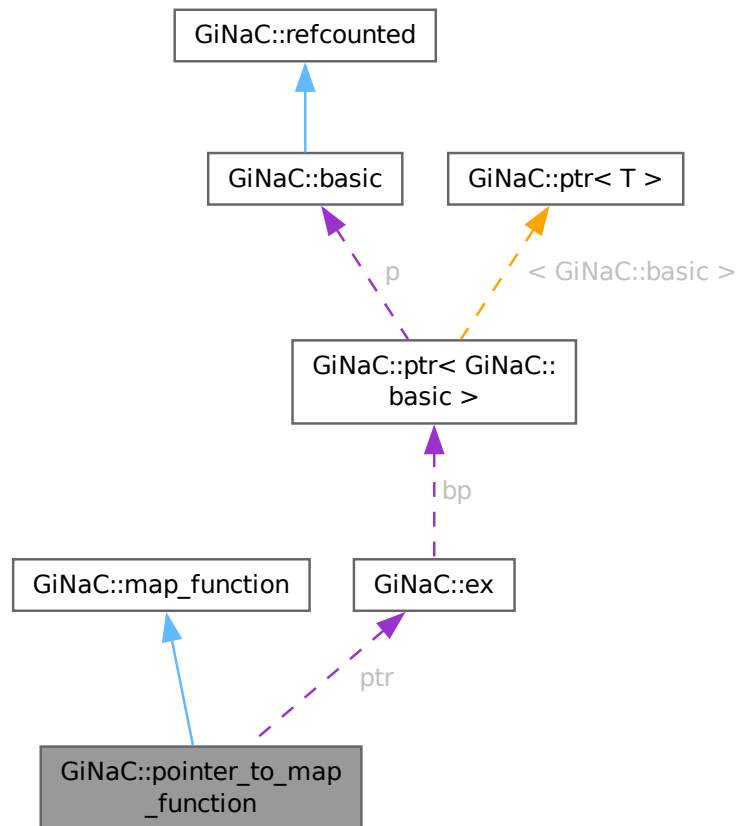 GiNaC::refcounted
GiNaC::basic
GiNaC::ptr< T >
p
< GiNaC::basic >
GiNaC::ptr< GiNaC::
basic >
bp
GiNaC::map_function
GiNaC::ex
ptr
GiNaC::pointer_to_map
_function